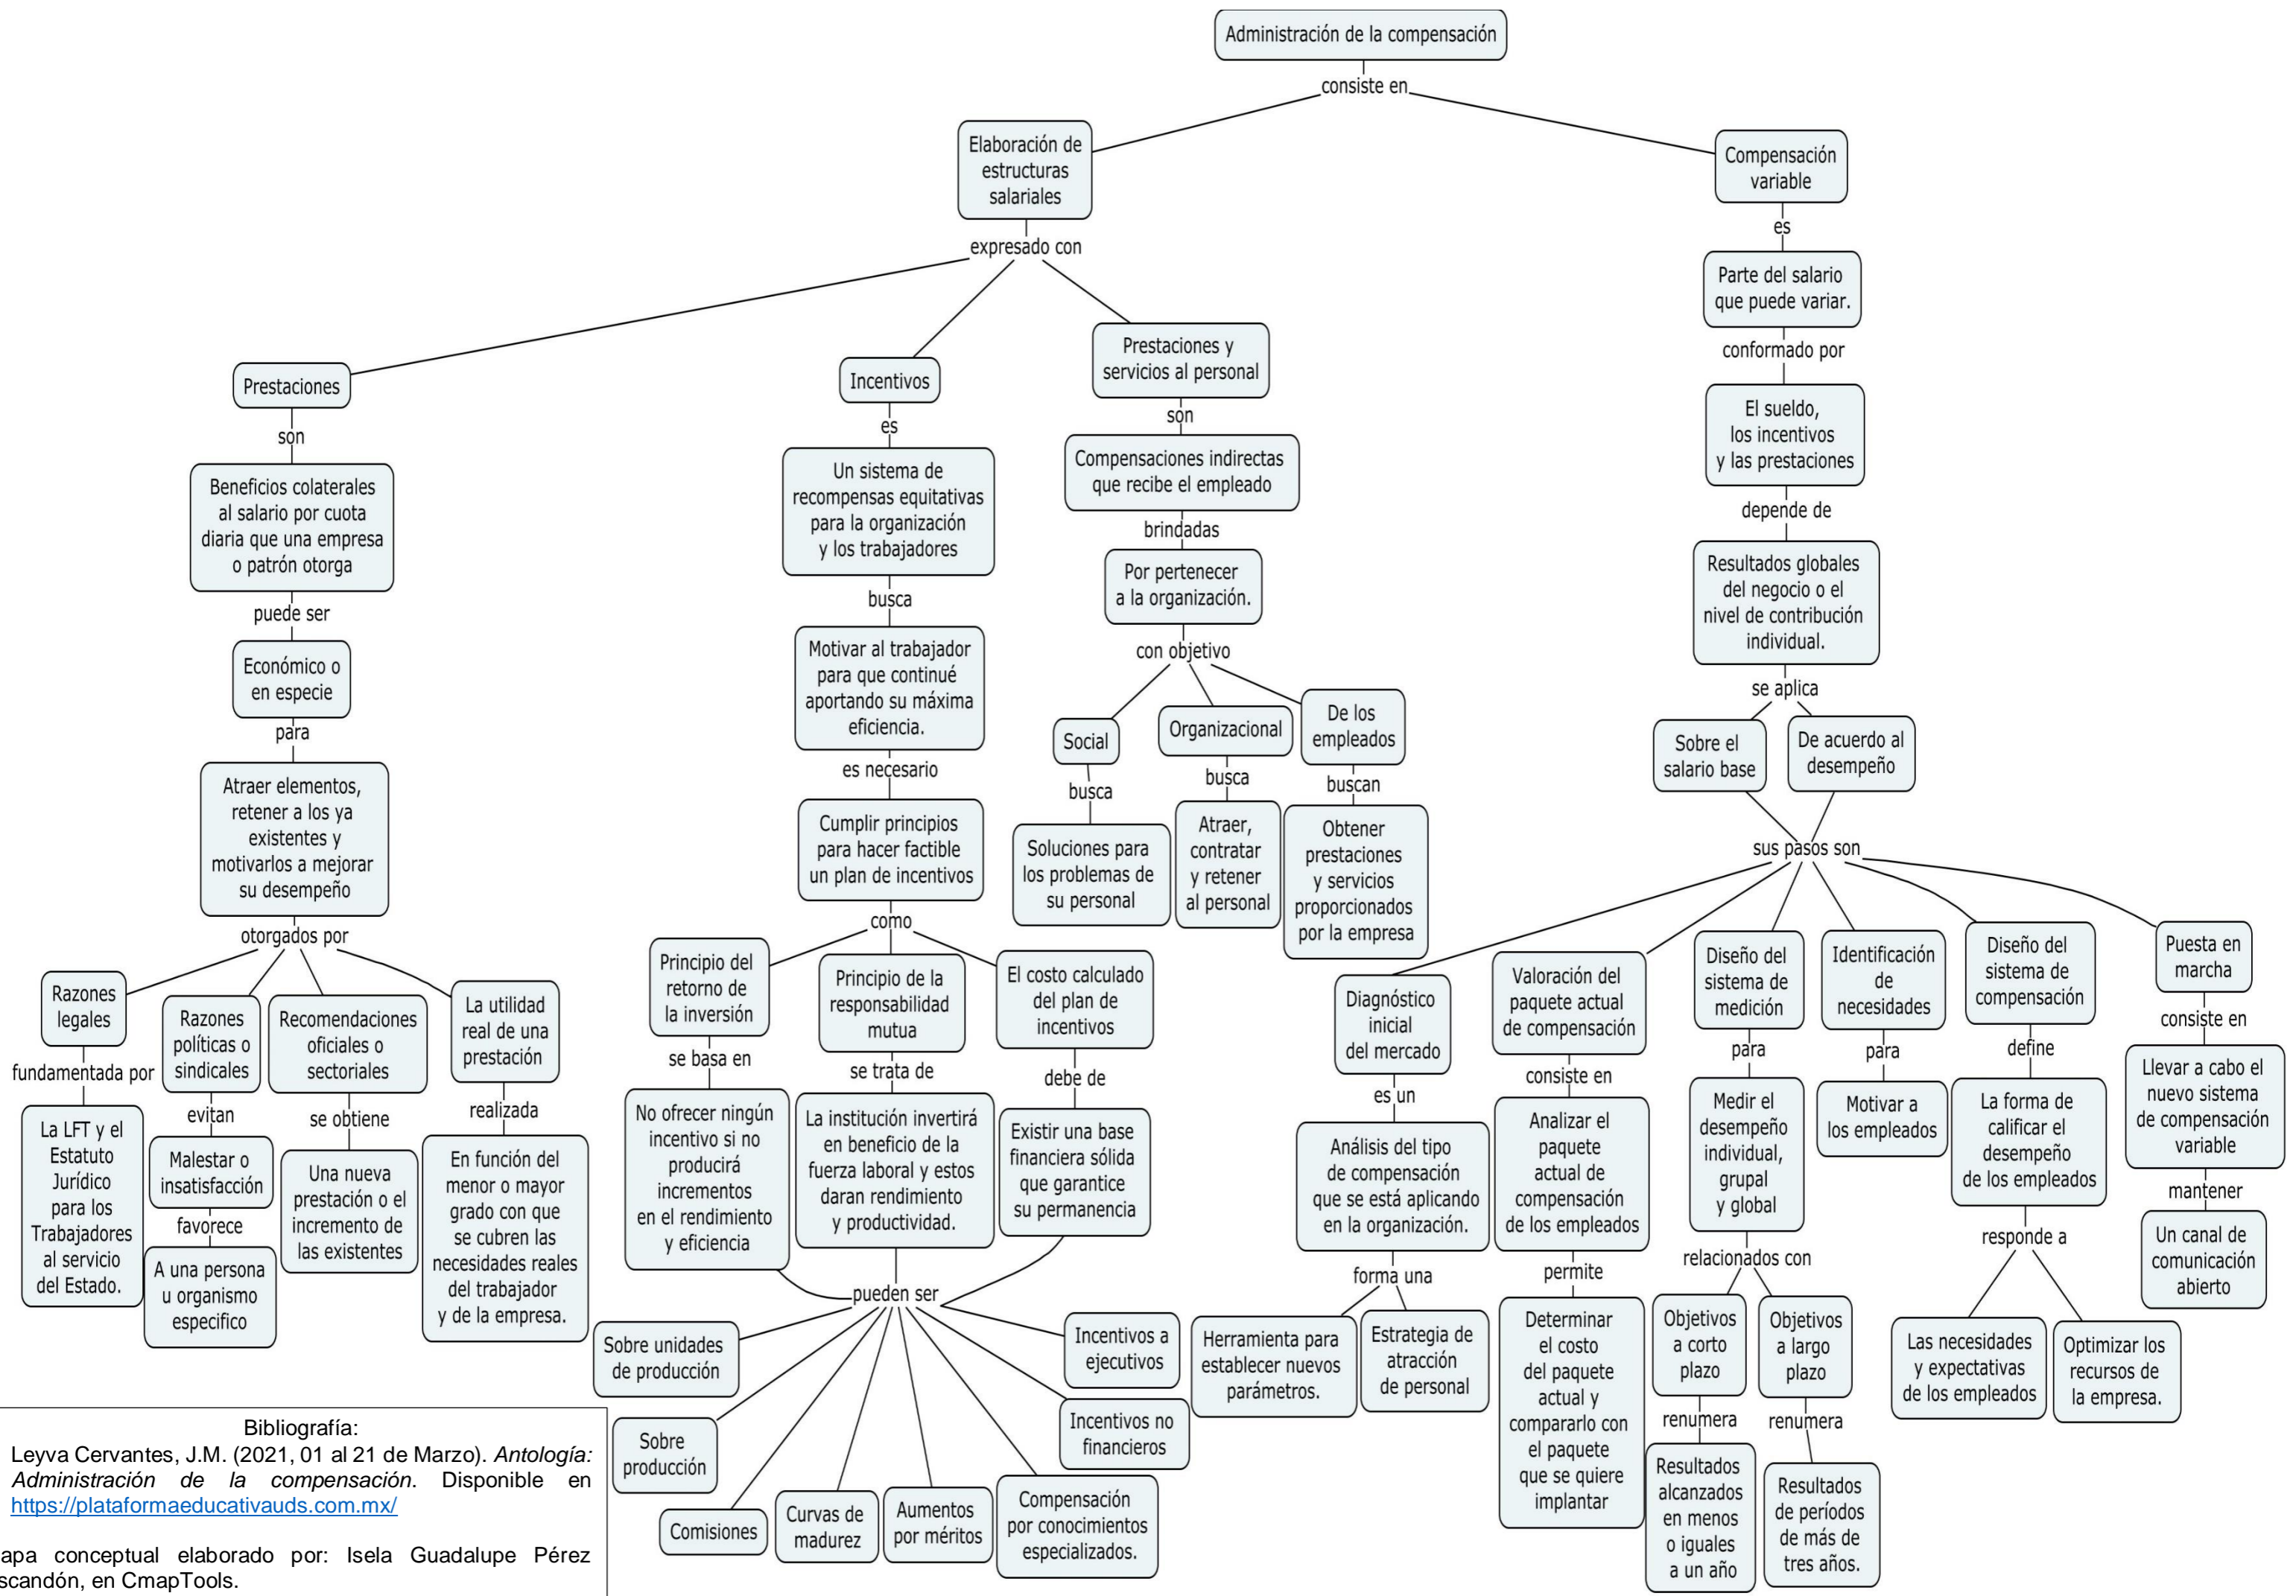 Administración de la compensación
consiste en
Elaboración de
estructuras
salariales
expresado con
Prestaciones
son
Beneficios colaterales
al salario por cuota
diaria que una empresa
o patrón otorga
puede ser
Económico o
en especie
para
Atraer elementos,
retener a los ya
existentes y
motivarlos a mejorar
su desempeño
otorgados por
Razones
legales
fundamentada por
La LFT y el
Estatuto
Jurídico
para los
Trabajadores
al servicio
del Estado.
Razones
políticas o
sindicales
evitan
Malestar o
insatisfacción
favorece
A una persona
u organismo
especifico
Recomendaciones
oficiales o
sectoriales
se obtiene
Una nueva
prestación o el
incremento de
las existentes
La utilidad
real de una
prestación
realizada
En función del
menor o mayor
grado con que
se cubren las
necesidades reales
del trabajador
y de la empresa.
Incentivos
es
Un sistema de
recompensas equitativas
para la organización
y los trabajadores
busca
Motivar al trabajador
para que continué
aportando su máxima
eficiencia.
es necesario
Cumplir principios
para hacer factible
un plan de incentivos
como
Principio del
retorno de
la inversión
se basa en
No ofrecer ningún
incentivo si no
producirá
incrementos
en el rendimiento
y eficiencia
Principio de la
responsabilidad
mutua
se trata de
La institución invertirá
en beneficio de la
fuerza laboral y estos
daran rendimiento
y productividad.
El costo calculado
del plan de
incentivos
debe de
Existir una base
financiera sólida
que garantice
su permanencia
pueden ser
Sobre unidades
de producción
Sobre
producción
Comisiones
Curvas de
madurez
Aumentos
por méritos
Compensación
por conocimientos
especializados.
Incentivos no
financieros
Incentivos a
ejecutivos
Prestaciones y
servicios al personal
son
Compensaciones indirectas
que recibe el empleado
brindadas
Por pertenecer
a la organización.
con objetivo
Social
busca
Soluciones para
los problemas de
su personal
Organizacional
busca
Atraer,
contratar
y retener
al personal
De los
empleados
buscan
Obtener
prestaciones
y servicios
proporcionados
por la empresa
Compensación
variable
es
Parte del salario
que puede variar.
conformado por
El sueldo,
los incentivos
y las prestaciones
depende de
Resultados globales
del negocio o el
nivel de contribución
individual.
se aplica
Sobre el
salario base
De acuerdo al
desempeño
sus pasos son
Diagnóstico
inicial
del mercado
es un
Análisis del tipo
de compensación
que se está aplicando
en la organización.
forma una
Herramienta para
establecer nuevos
parámetros.
Estrategia de
atracción
de personal
Valoración del
paquete actual
de compensación
consiste en
Analizar el
paquete
actual de
compensación
de los empleados
permite
Determinar
el costo
del paquete
actual y
compararlo con
el paquete
que se quiere
implantar
Diseño del
sistema de
medición
para
Medir el
desempeño
individual,
grupal
y global
relacionados con
Objetivos
a corto
plazo
renumera
Resultados
alcanzados
en menos
o iguales
a un año
Objetivos
a largo
plazo
renumera
Resultados
de períodos
de más de
tres años.
Identificación
de
necesidades
para
Motivar a
los empleados
Diseño del
sistema de
compensación
define
La forma de
calificar el
desempeño
de los empleados
responde a
Las necesidades
y expectativas
de los empleados
Optimizar los
recursos de
la empresa.
Puesta en
marcha
consiste en
Llevar a cabo el
nuevo sistema
de compensación
variable
mantener
Un canal de
comunicación
abierto
Bibliografía:
Leyva Cervantes, J.M. (2021, 01 al 21 de Marzo). Antología:
Administración de la compensación. Disponible en
https://plataformaeducativauds.com.mx/
apa conceptual elaborado por: Isela Guadalupe Pérez
scandón, en CmapTools.